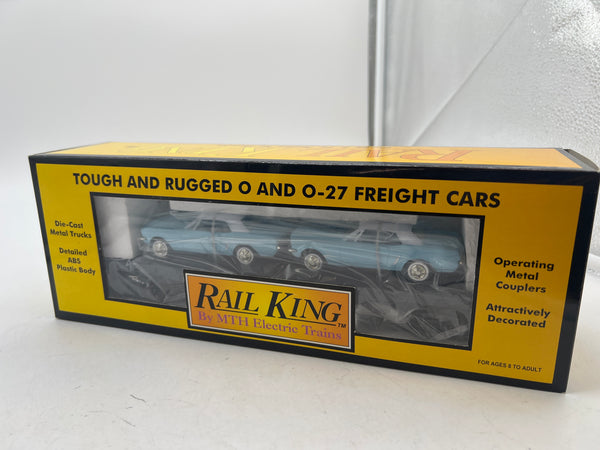 TOUGH AND RUGGED O AND O-27 FREIGHT CARS
Die-Cast
Metal Trucks
Detailed
ABS
Plastic Body
RAIL KING™
By MTH Electric Trains
Operating
Metal
Couplers
Attractively
Decorated
FOR AGES 8 TO ADULT